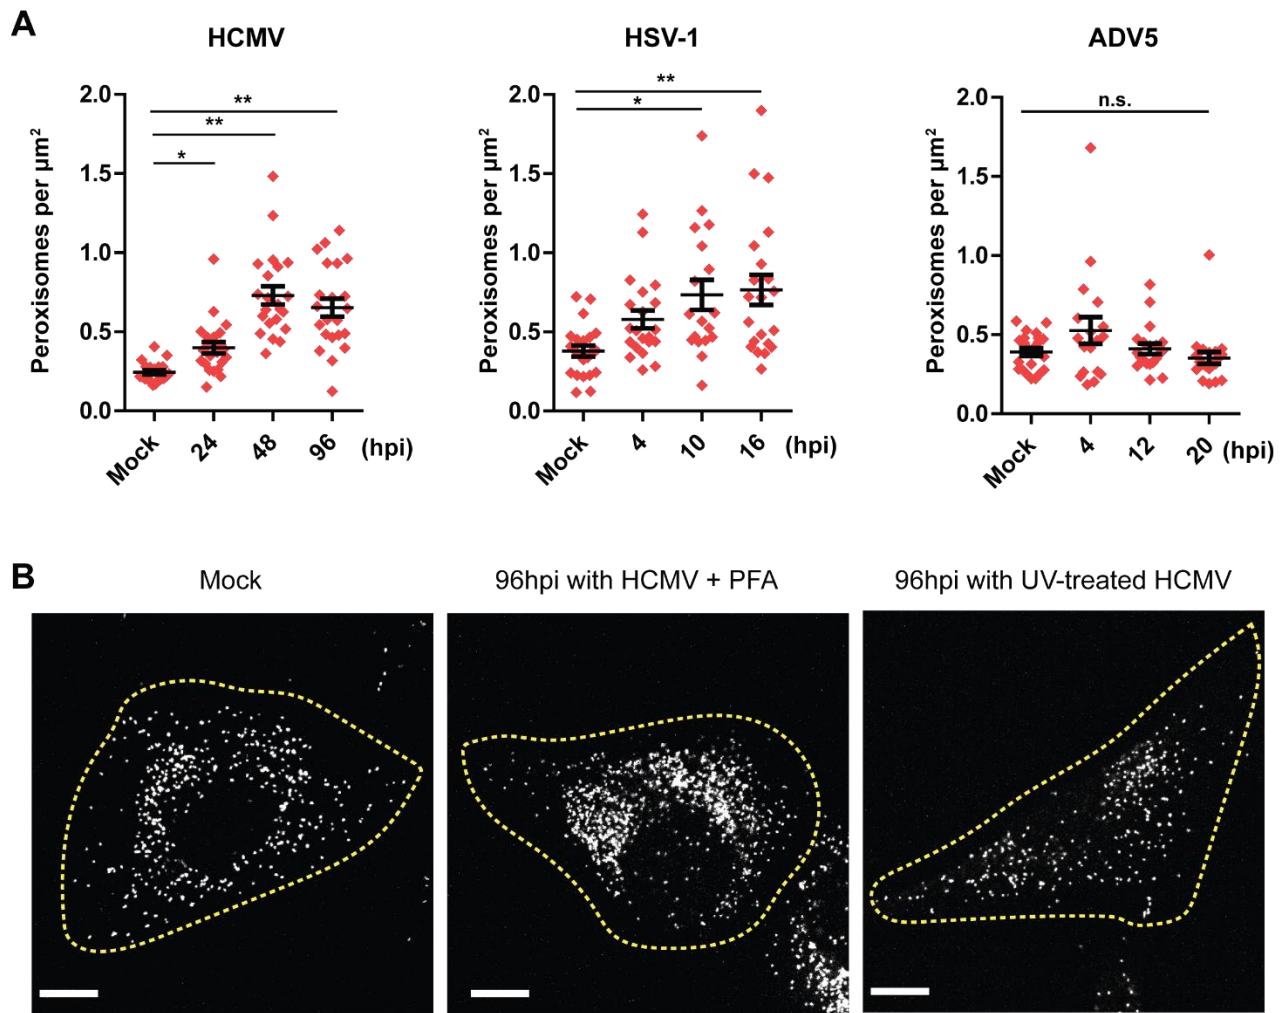 A
HCMV
Peroxisomes per µm²
2.0
1.5
1.0
0.5
0.0
**
**
*
Mock
24
48
96
(hpi)
HSV-1
Peroxisomes per µm²
2.0
1.5
1.0
0.5
0.0
**
*
Mock
4
10
16
(hpi)
ADV5
Peroxisomes per µm²
2.0
1.5
1.0
0.5
0.0
n.s.
Mock
4
12
20
(hpi)
B
Mock
96hpi with HCMV + PFA
96hpi with UV-treated HCMV